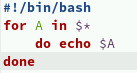 #!/bin/bash
for A in $*
    do echo $A
done